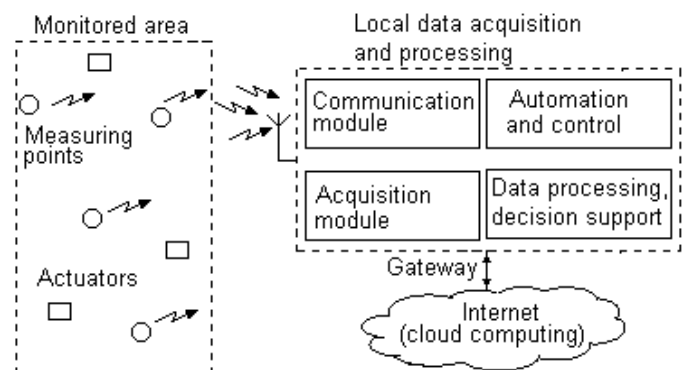 Monitored area
Measuring
points
Actuators
Local data acquisition
and processing
Communication
module
Automation
and control
Acquisition
module
Data processing,
decision support
Gateway
Internet
(cloud computing)